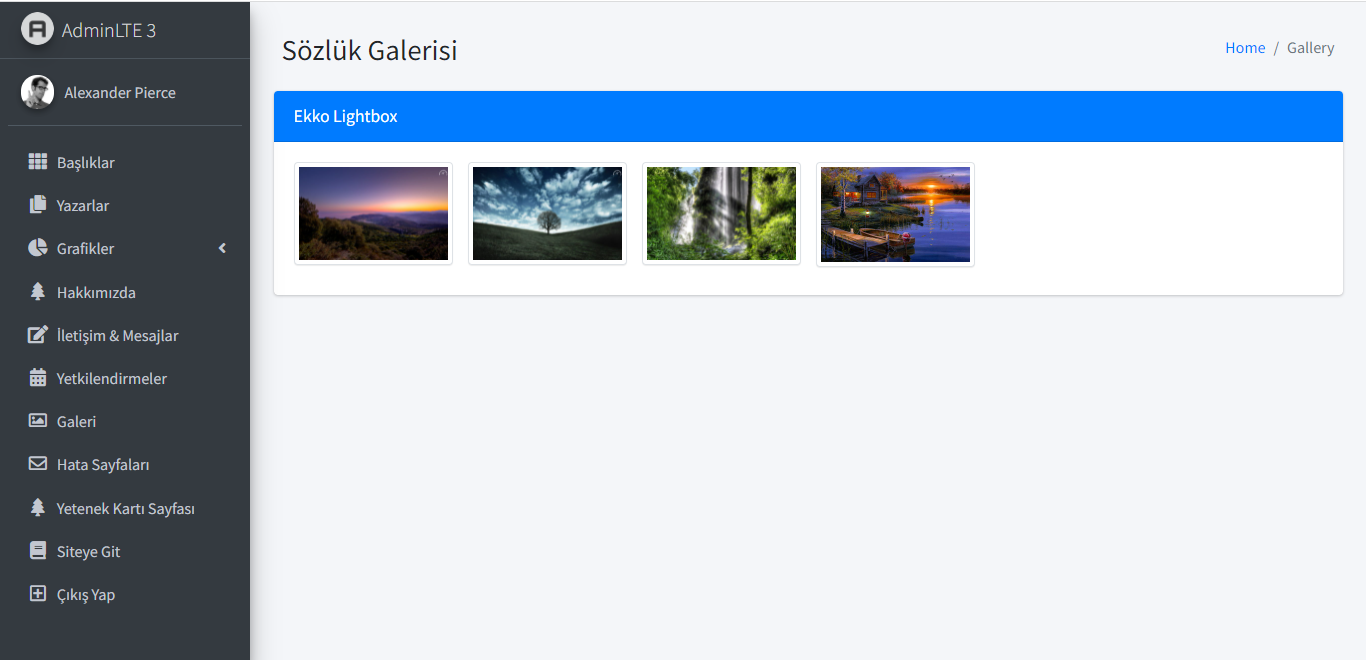 AdminLTE 3
Alexander Pierce
Başlıklar
Yazarlar
Grafikler
Hakkımızda
İletişim & Mesajlar
Yetkilendirmeler
Galeri
Hata Sayfaları
Yetenek Kartı Sayfası
Siteye Git
Çıkış Yap
Sözlük Galerisi
Home / Gallery
Ekko Lightbox